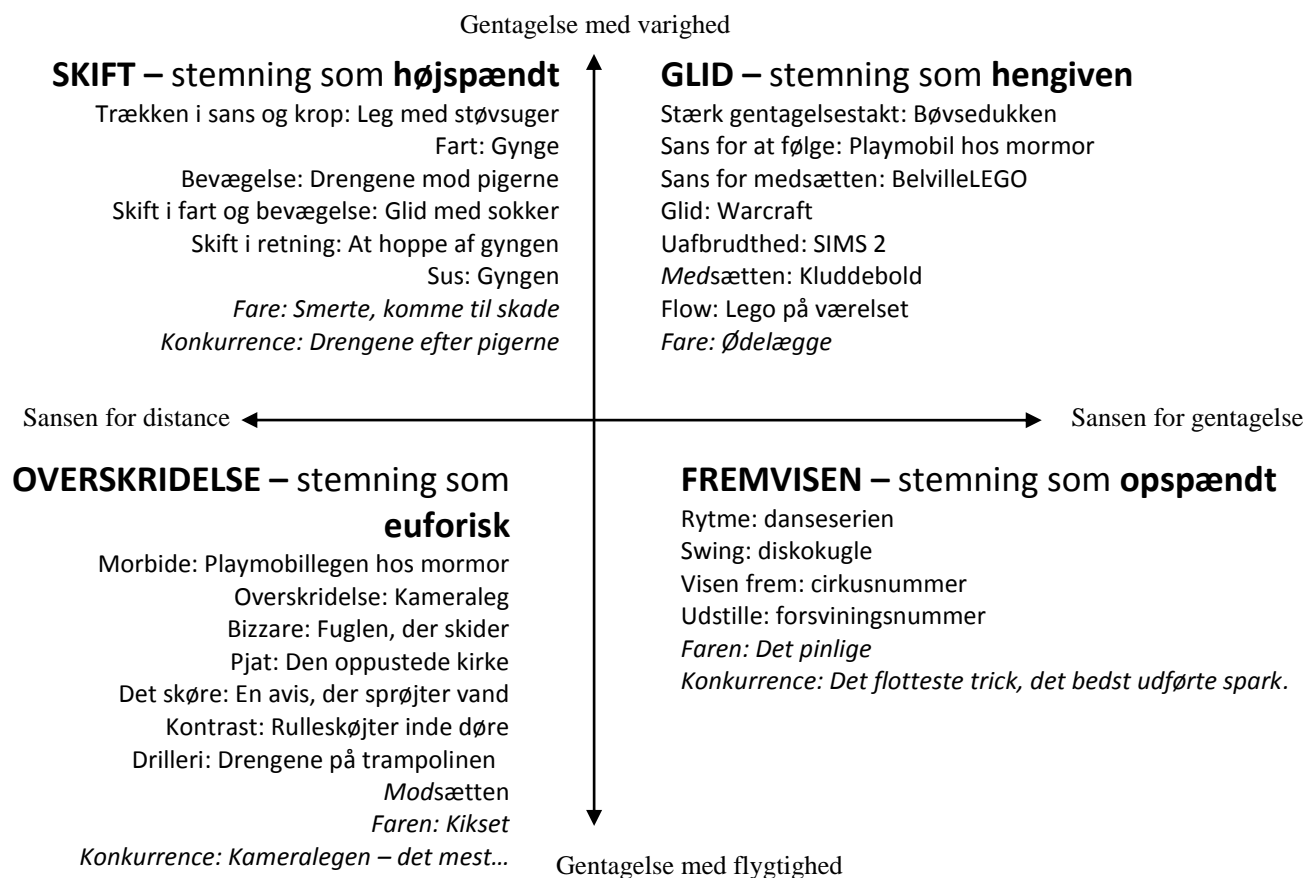 Gentagelse med varighed
SKIFT – stemning som højspændt
Trækken i sans og krop: Leg med støvsuger
Fart: Gynge
Bevægelse: Drengene mod pigerne
Skift i fart og bevægelse: Glid med sokker
Skift i retning: At hoppe af gyngen
Sus: Gyngen
Fare: Smerte, komme til skade
Konkurrence: Drengene efter pigerne
GLID – stemning som hengiven
Stærk gentagelsestakt: Bøvsedukken
Sans for at følge: Playmobil hos mormor
Sans for medsætten: BelvilleLEGO
Glid: Warcraft
Uafbrudthed: SIMS 2
Medsætten: Kluddebold
Flow: Lego på værelset
Fare: Ødelægge
Sansen for distance
Sansen for gentagelse
OVERSKRIDELSE – stemning som
euforisk
Morbide: Playmobillegen hos mormor
Overskridelse: Kameraleg
Bizzare: Fuglen, der skider
Pjat: Den oppustede kirke
Det skøre: En avis, der sprøjter vand
Kontrast: Rulleskøjter inde døre
Drilleri: Drengene på trampolinen
Modsætten
Faren: Kikset
Konkurrence: Kameralegen – det mest…
FREMVISEN – stemning som opspændt
Rytme: danseserien
Swing: diskokugle
Visen frem: cirkusnummer
Udstille: forsviningsnummer
Faren: Det pinlige
Konkurrence: Det flotteste trick, det bedst udførte spark.
Gentagelse med flygtighed